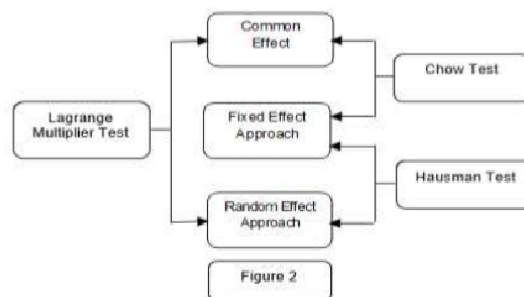 Common
Effect
Chow Test
Lagrange
Multiplier Test
Fixed Effect
Approach
Hausman Test
Random Effect
Approach
Figure 2